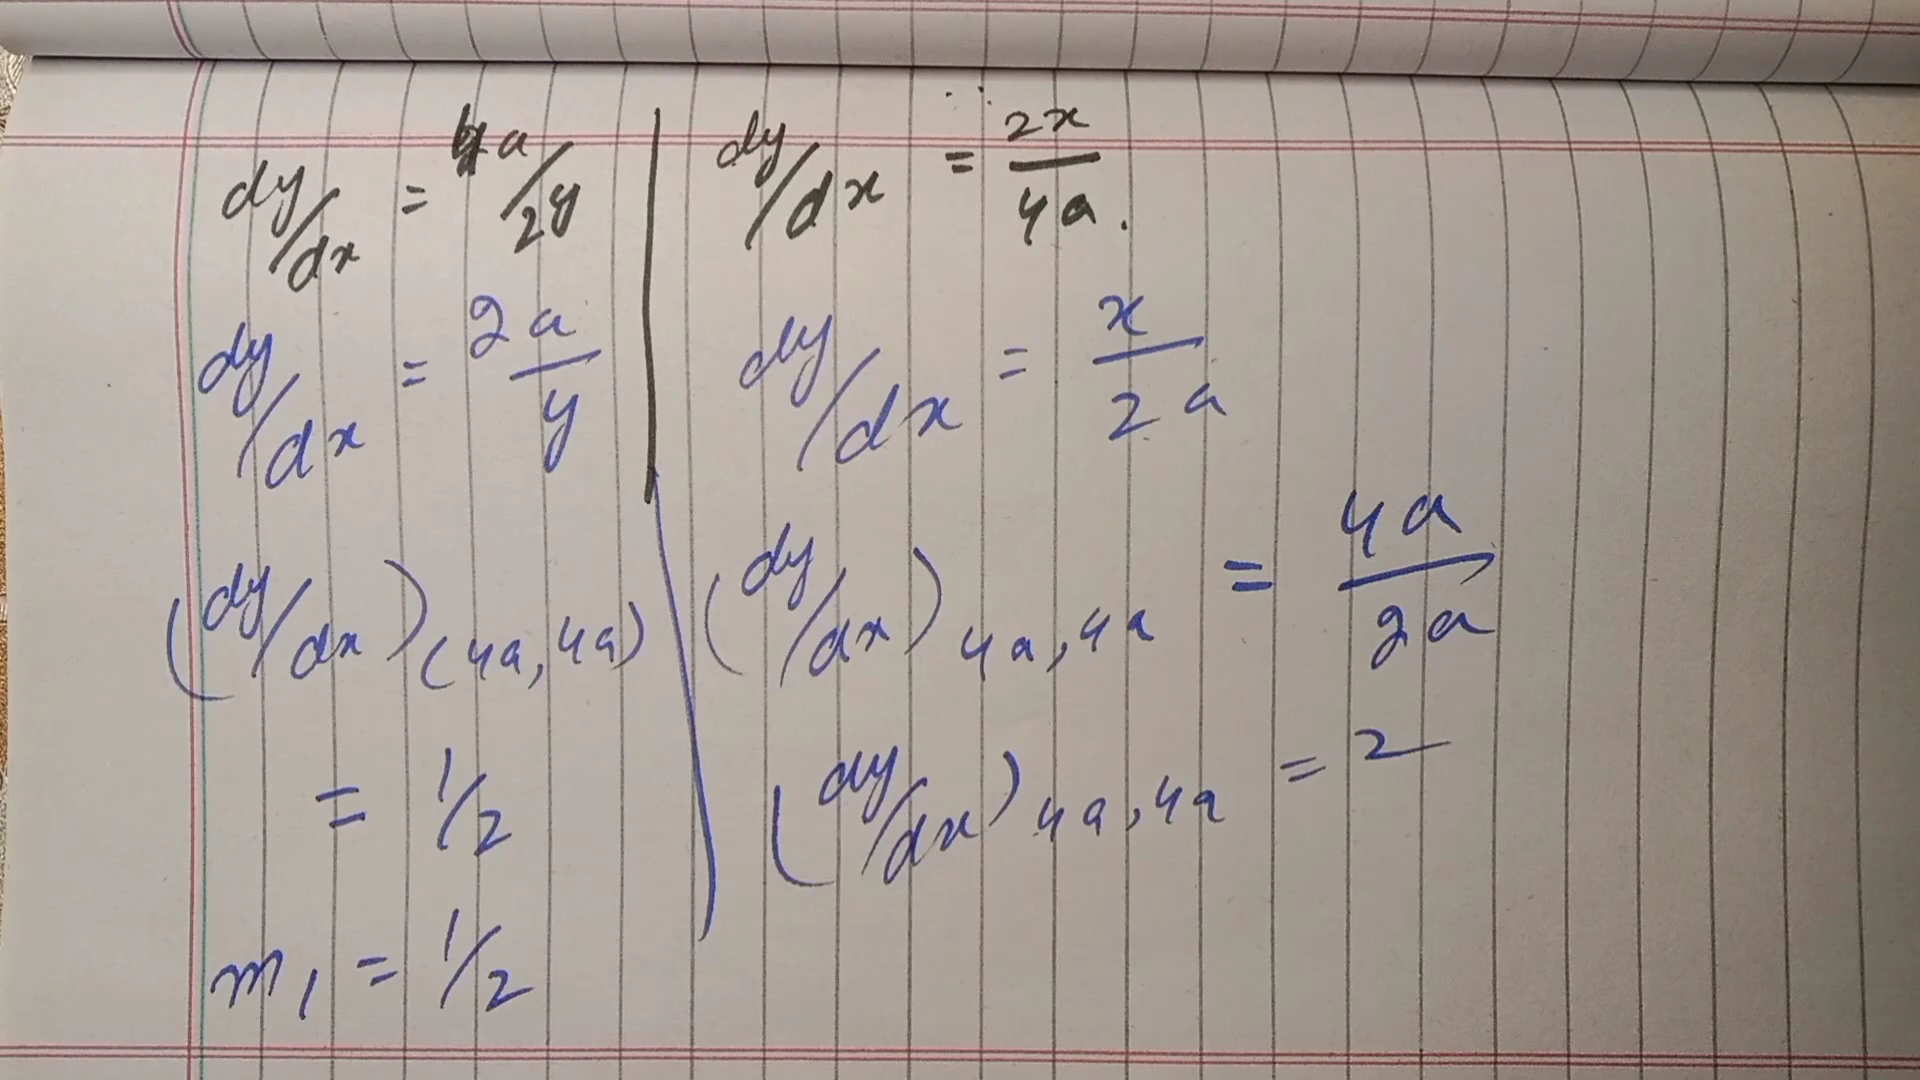 dy/dx = 4a/2y
dy/dx = 2a/y
(dy/dx)(4a, 4a)
= 1/2
m1 = 1/2
dy/dx = 2x/4a.
dy/dx = x/2a
(dy/dx)4a, 4a = 4a/2a
(dy/dx)4a, 4a = 2